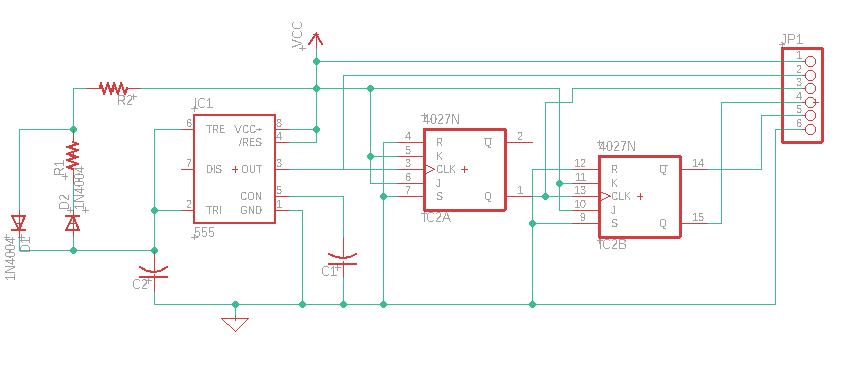 VCC
JP1
1
2
3
4
5
6
R2
IC1
6 TRE VCC+ 8
/RES 4
7 DIS OUT 3
CON 5
2 TRI GND 1
555
R1
1N4004
D2
1N4004
D1
C2
C1
4027N
4 R Q 2
5 K
3 CLK
6 J
7 S Q 1
IC2A
4027N
12 R Q 14
11 K
13 CLK
10 J
9 S Q 15
IC2B